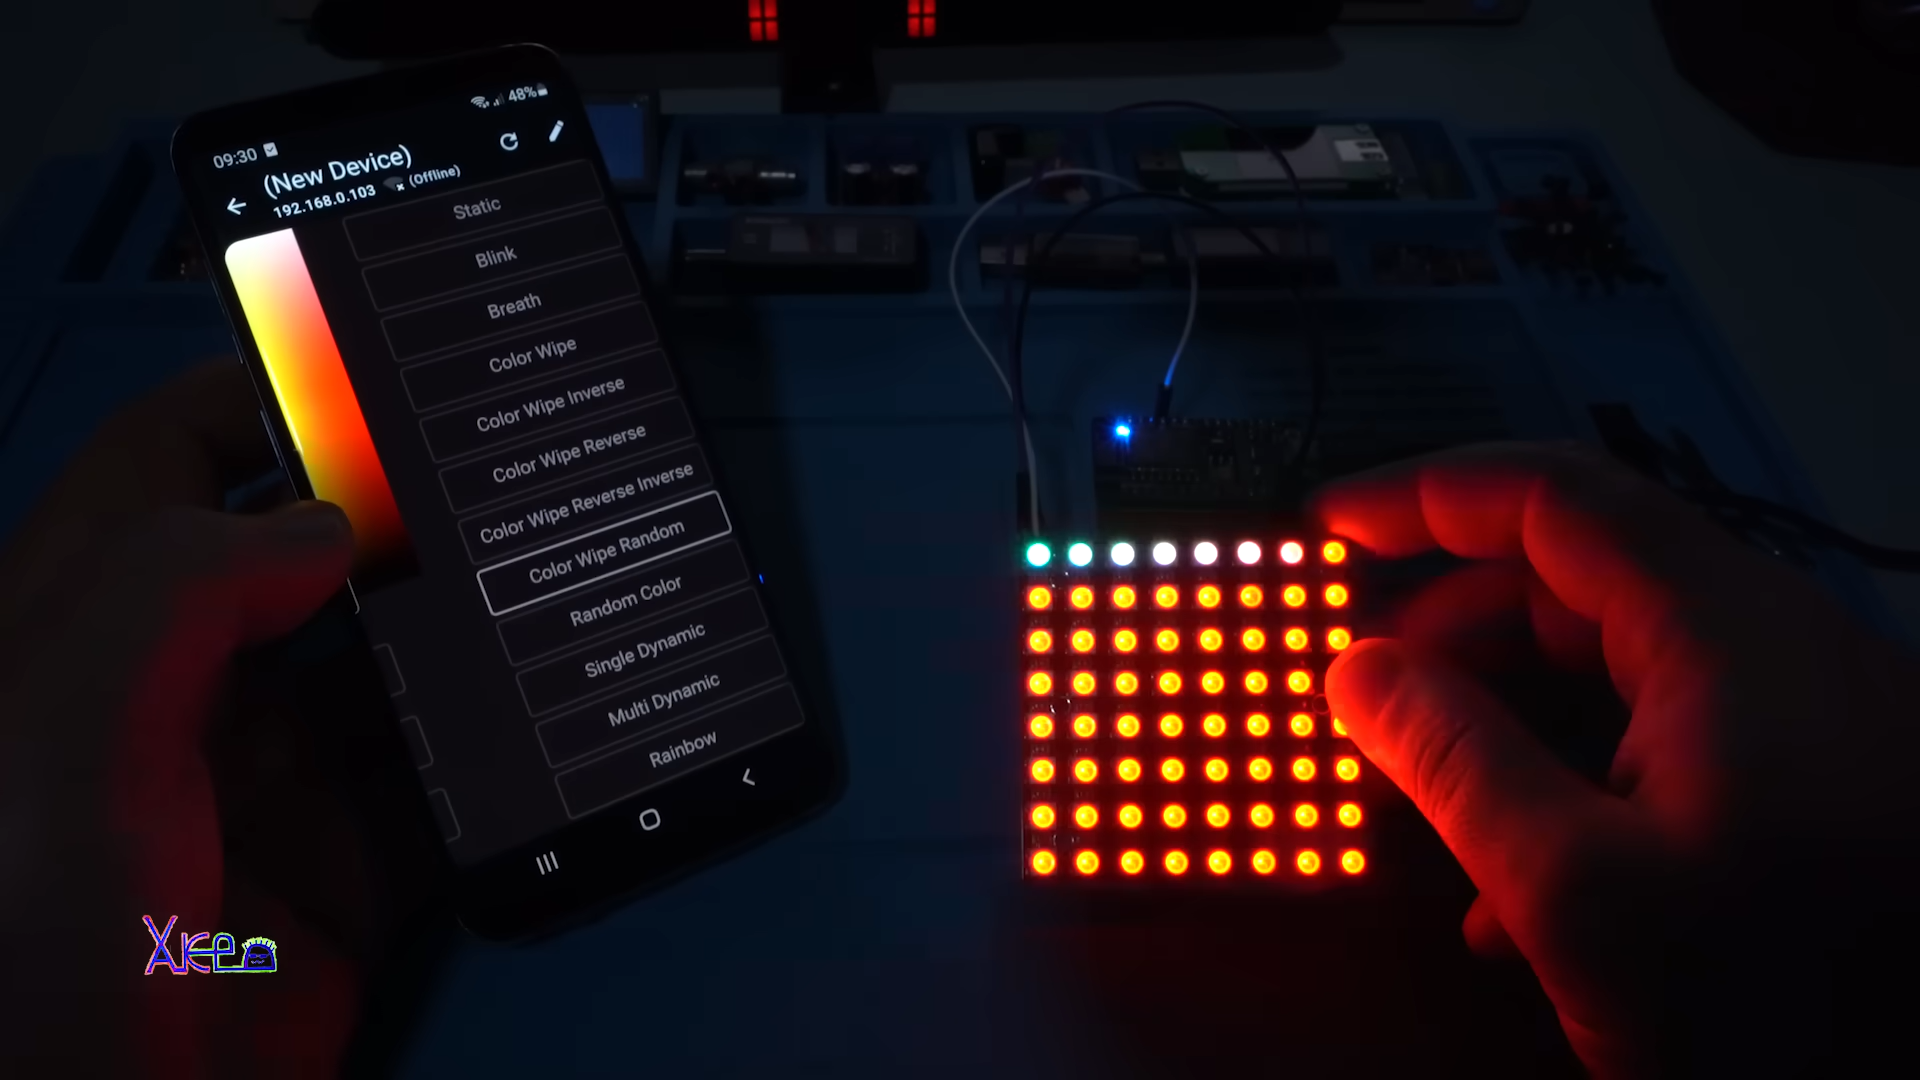 09:30
48%
(New Device)
192.168.0.103 (Offline)
Static
Blink
Breath
Color Wipe
Color Wipe Inverse
Color Wipe Reverse
Color Wipe Reverse Inverse
Color Wipe Random
Random Color
Single Dynamic
Multi Dynamic
Rainbow